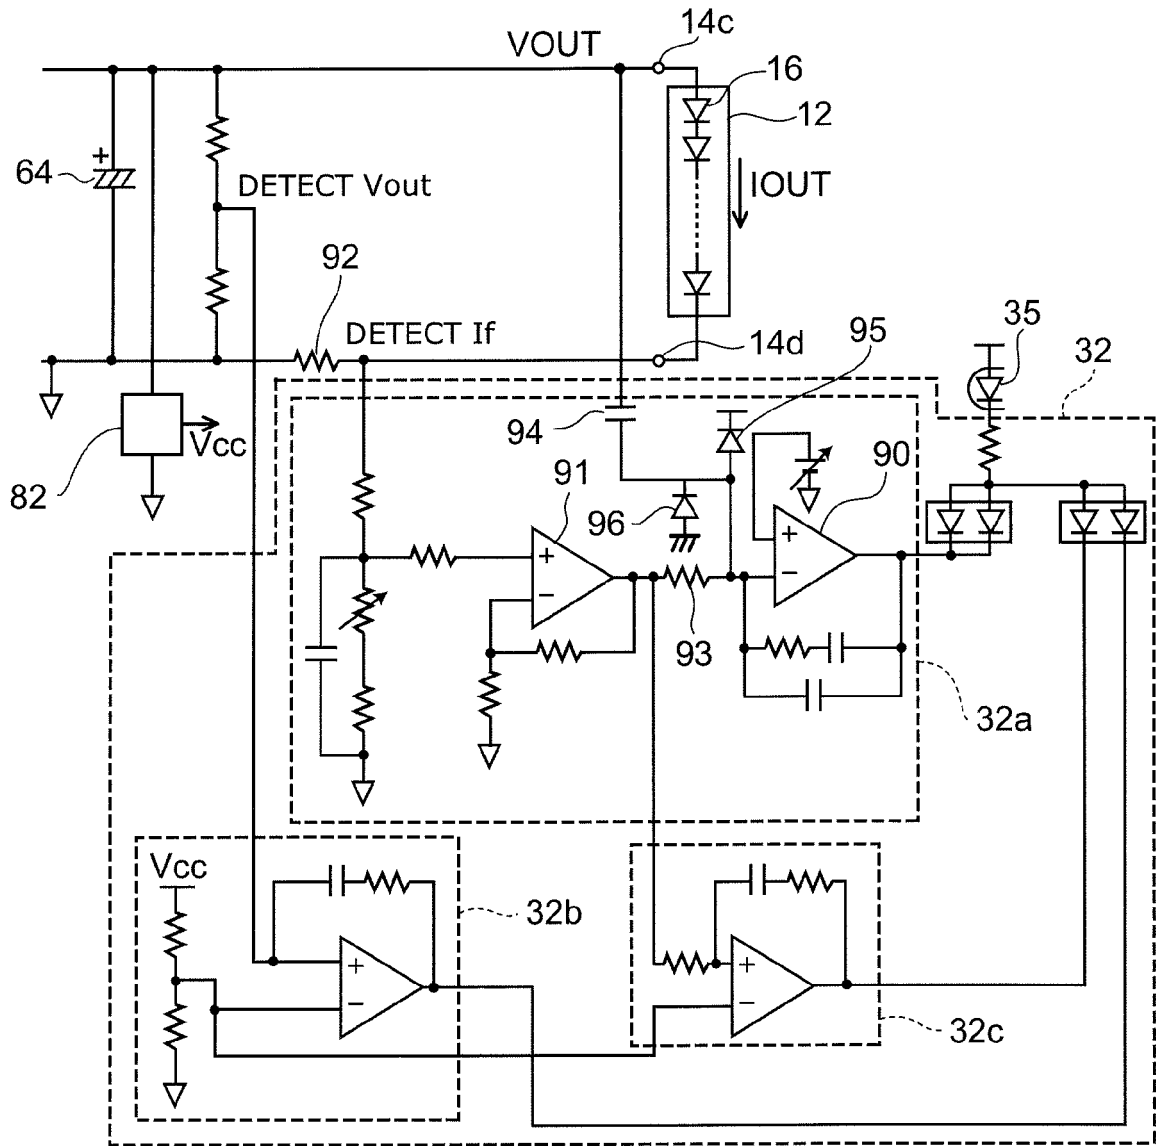 14c
VOUT
16
12
64
+
DETECT Vout
IOUT
92
DETECT If
14d
95
35
32
94
91
90
82
Vcc
96
+
−
+
−
93
32a
Vcc
32b
+
−
+
−
32c